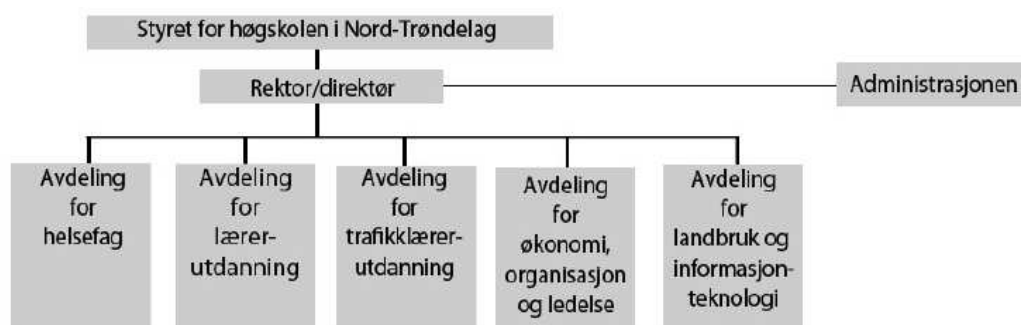 Styret for høgskolen i Nord-Trøndelag
Rektor/direktør
Administrasjonen
Avdeling
for
helsefag
Avdeling
for
lærer-
utdanning
Avdeling
for
trafikklærer-
utdanning
Avdeling
for
økonomi,
organisasjon
og ledelse
Avdeling
for
landbruk og
informasjon-
teknologi